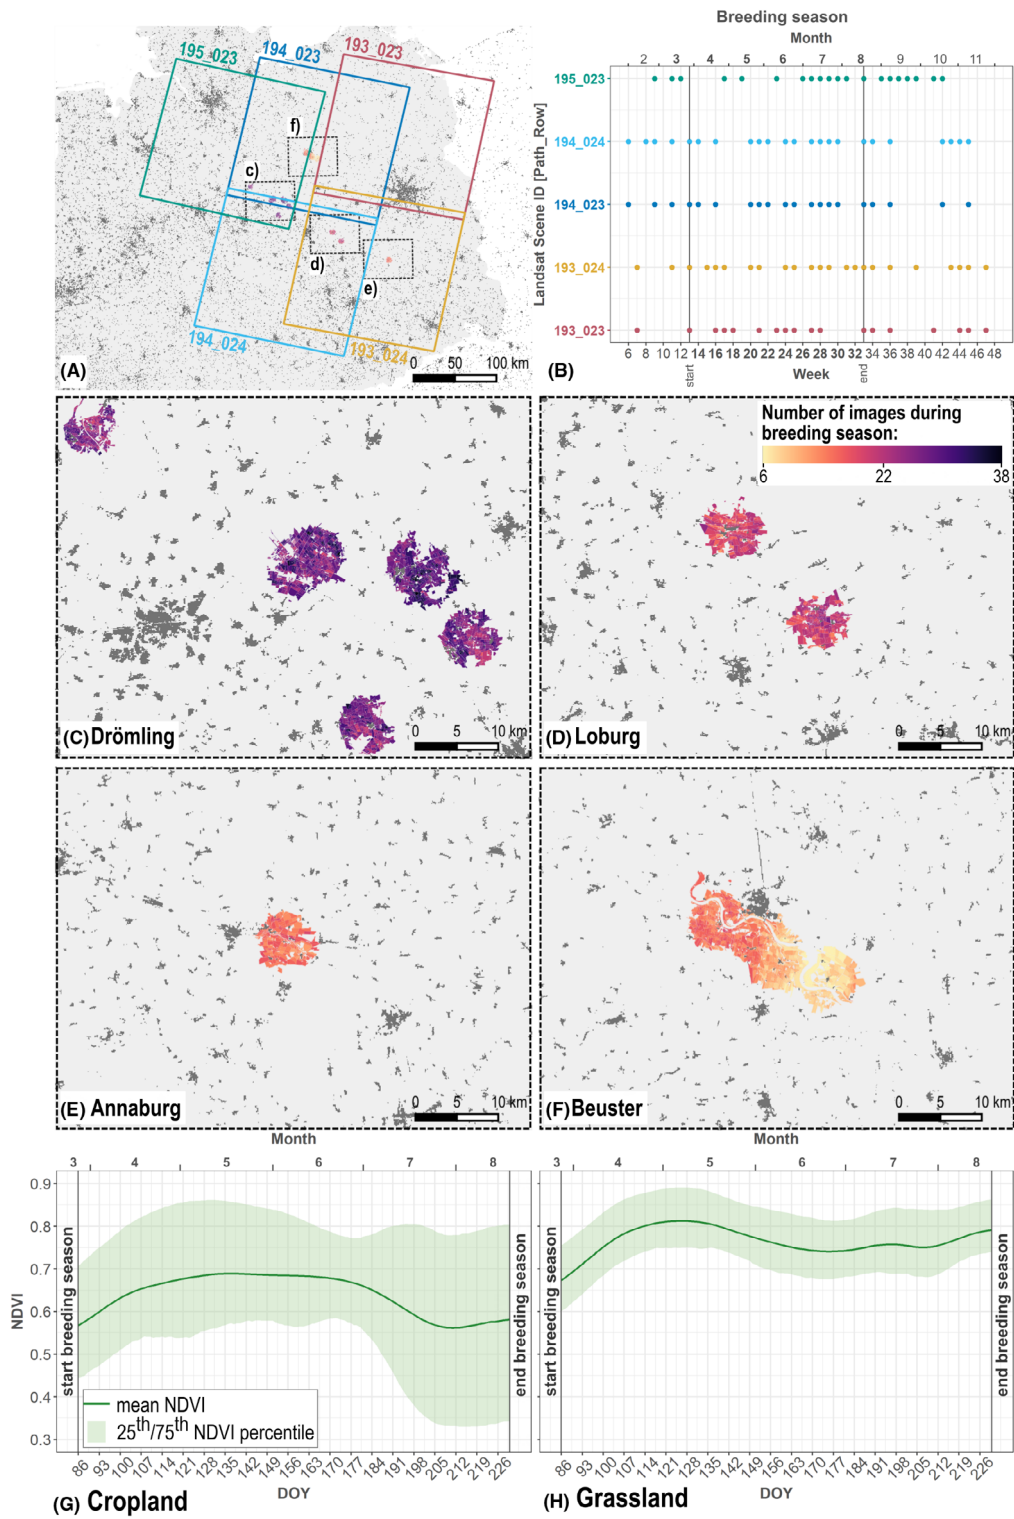 195_023
194_023
193_023
f)
c)
d)
e)
194_024
193_024
0 50 100 km
(A)
Breeding season
Month
2 3 4 5 6 7 8 9 10 11
Landsat Scene ID [Path_Row]
195_023
194_024
194_023
193_024
193_023
6 8 10 12 14 16 18 20 22 24 26 28 30 32 34 36 38 40 42 44 46 48
start
end
Week
(B)
(C) Drömling
0 5 10 km
Number of images during
breeding season:
6 22 38
(D) Loburg
0 5 10 km
(E) Annaburg
0 5 10 km
(F) Beuster
0 5 10 km
Month
3 4 5 6 7 8
NDVI
0.9
0.8
0.7
0.6
0.5
0.4
0.3
start breeding season
end breeding season
mean NDVI
25th/75th NDVI percentile
86 93 100 107 114 121 128 135 142 149 156 163 170 177 184 191 198 205 212 219 226
DOY
(G) Cropland
Month
3 4 5 6 7 8
start breeding season
end breeding season
86 93 100 107 114 121 128 135 142 149 156 163 170 177 184 191 198 205 212 219 226
DOY
(H) Grassland